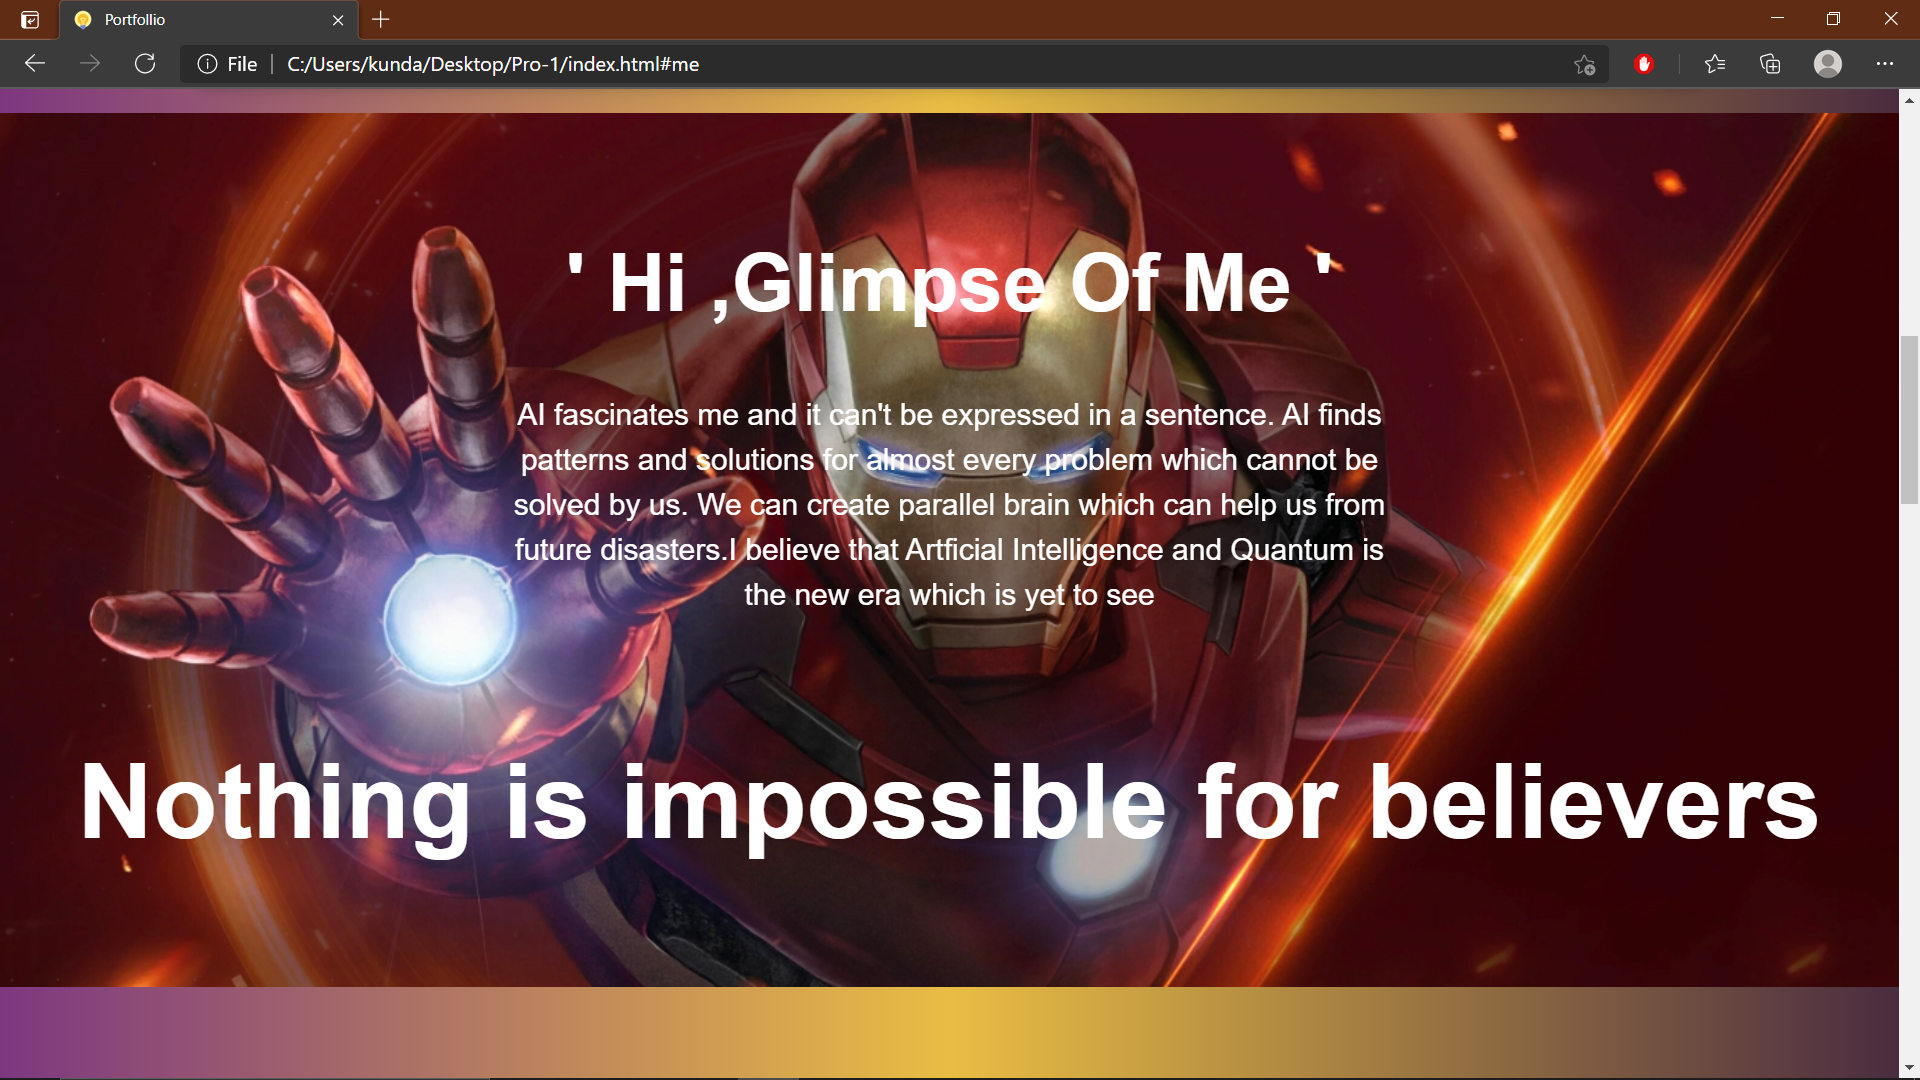 Portfollio
File
C:/Users/kunda/Desktop/Pro-1/index.html#me
' Hi ,Glimpse Of Me '
AI fascinates me and it can't be expressed in a sentence. AI finds
patterns and solutions for almost every problem which cannot be
solved by us. We can create parallel brain which can help us from
future disasters.I believe that Artficial Intelligence and Quantum is
the new era which is yet to see
Nothing is impossible for believers